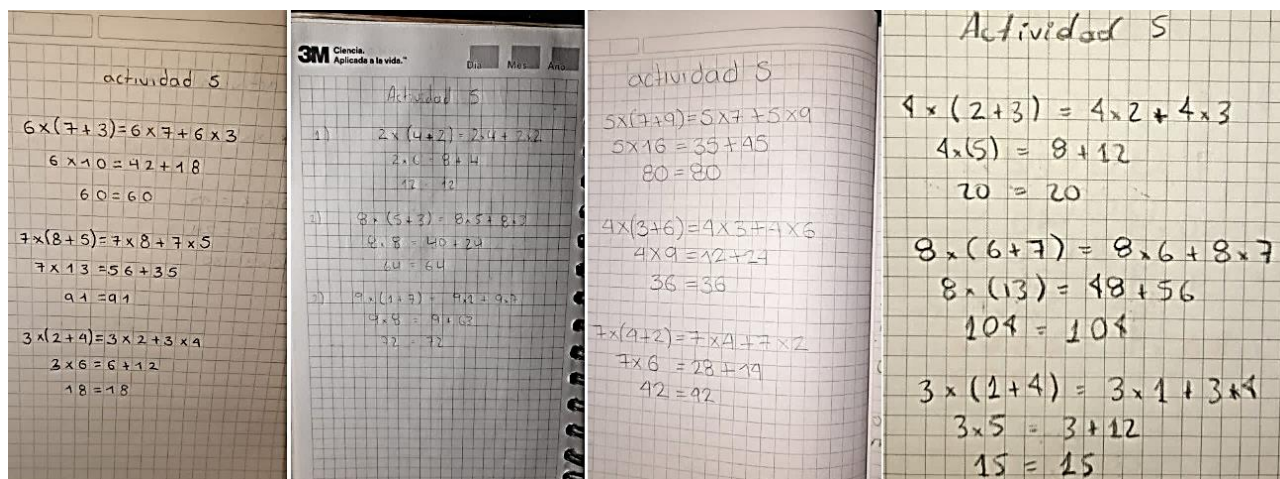 actividad 5
6x(7+3)=6x7+6x3
6x10=42+18
60=60
7x(8+5)=7x8+7x5
7x13=56+35
91=91
3x(2+4)=3x2+3x4
3x6=6+12
18=18
3M Ciencia.
Aplicada a la vida.™
Día Mes Año
Actividad 5
1) 2x(4+2)=2x4+2x2
2x6=8+4
12=12
2) 8x(5+3)=8x5+8x3
8x8=40+24
64=64
3) 9x(1+7)=9x1+9x7
9x8=9+63
72=72
actividad 5
5x(7+9)=5x7+5x9
5x16=35+45
80=80
4x(3+6)=4x3+4x6
4x9=12+24
36=36
7x(4+2)=7x4+7x2
7x6=28+14
42=42
Actividad 5
4x(2+3)=4x2+4x3
4x(5)=8+12
20=20
8x(6+7)=8x6+8x7
8x(13)=48+56
104=104
3x(1+4)=3x1+3x4
3x5=3+12
15=15